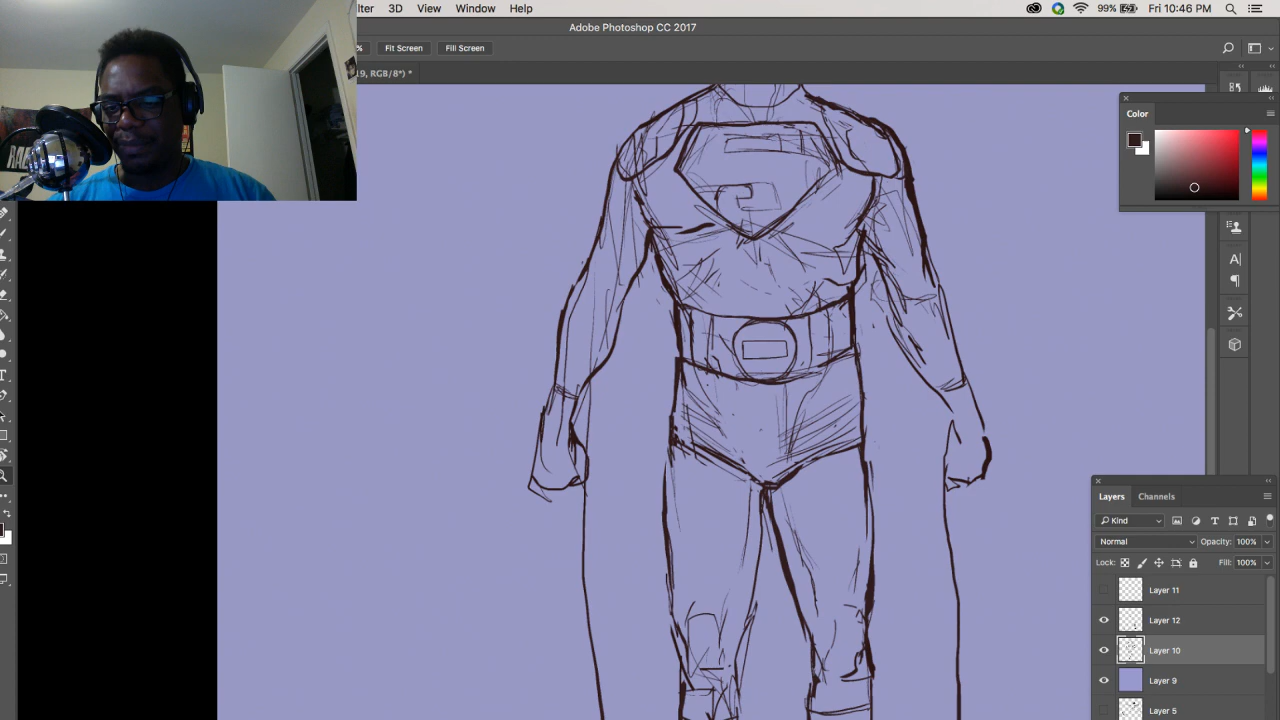 lter 3D View Window Help 99% Fri 10:46 PM
Adobe Photoshop CC 2017
% Fit Screen Fill Screen
19, RGB/8*) *
Color
Layers Channels
Kind
Normal Opacity: 100%
Lock: Fill: 100%
Layer 11
Layer 12
Layer 10
Layer 9
Layer 5